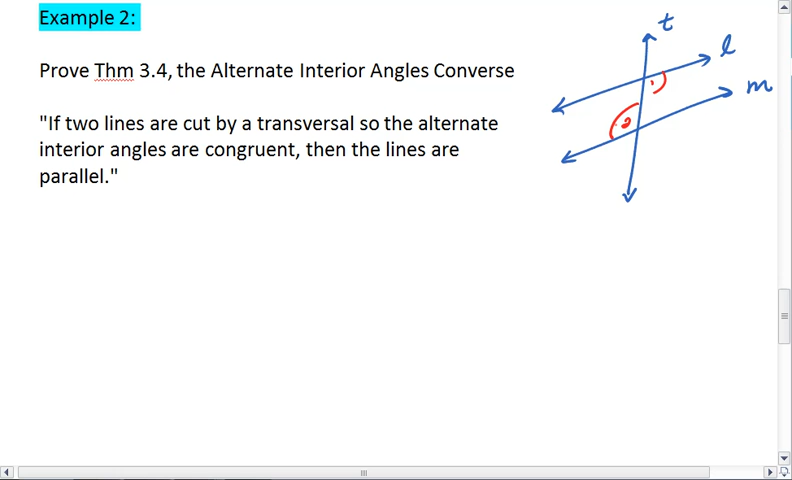 Example 2:
t
l
Prove Thm 3.4, the Alternate Interior Angles Converse
1
m
"If two lines are cut by a transversal so the alternate
2
interior angles are congruent, then the lines are
parallel."